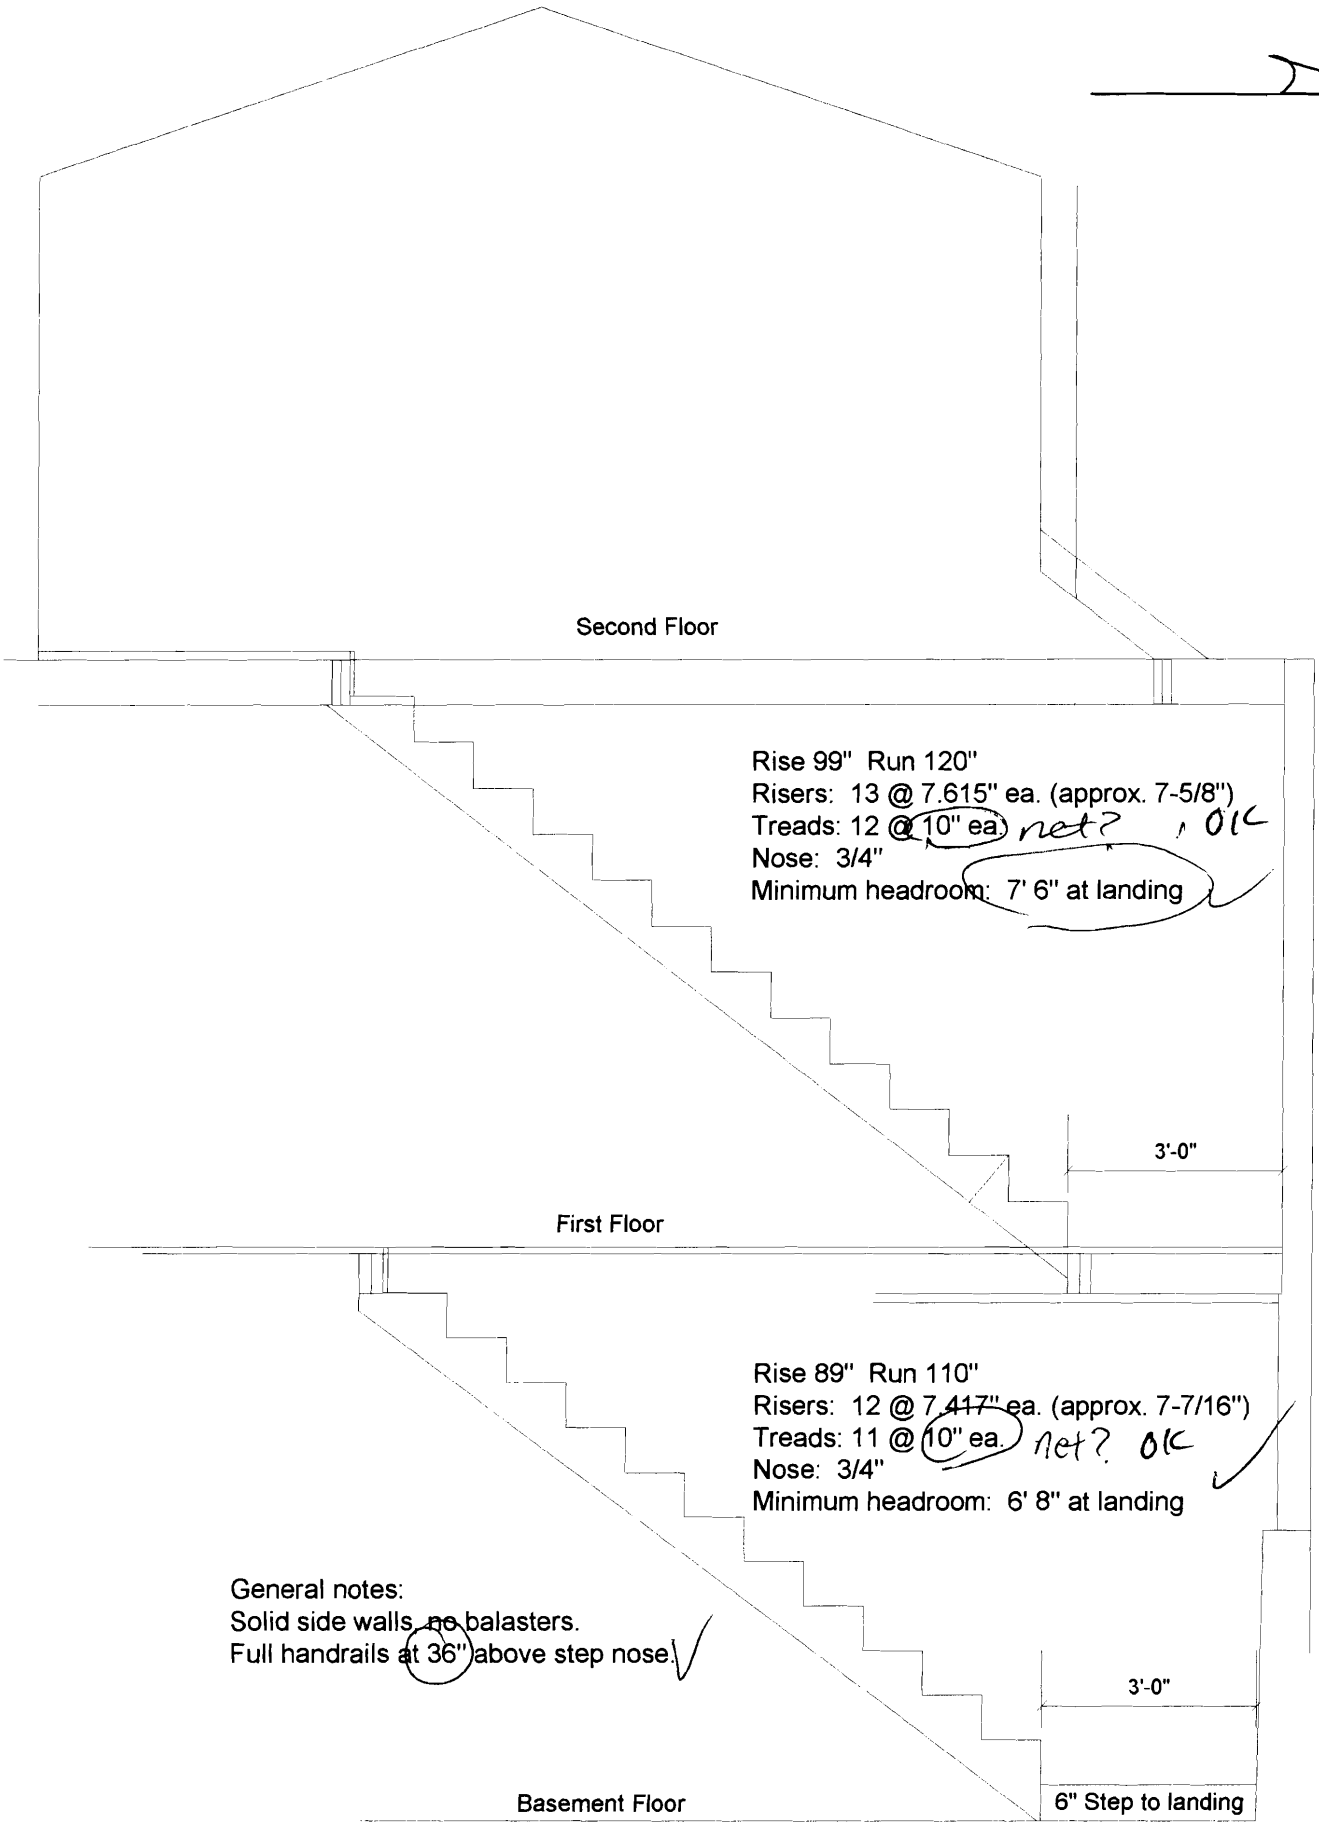 Second Floor
Rise 99" Run 120"
Risers: 13 @ 7.615" ea. (approx. 7-5/8")
Treads: 12 @ 10" ea. net? OK
Nose: 3/4"
Minimum headroom: 7' 6" at landing
3'-0"
First Floor
Rise 89" Run 110"
Risers: 12 @ 7.417" ea. (approx. 7-7/16")
Treads: 11 @ 10" ea. net? OK
Nose: 3/4"
Minimum headroom: 6' 8" at landing
General notes:
Solid side walls, no balasters.
Full handrails at 36" above step nose.
3'-0"
Basement Floor
6" Step to landing